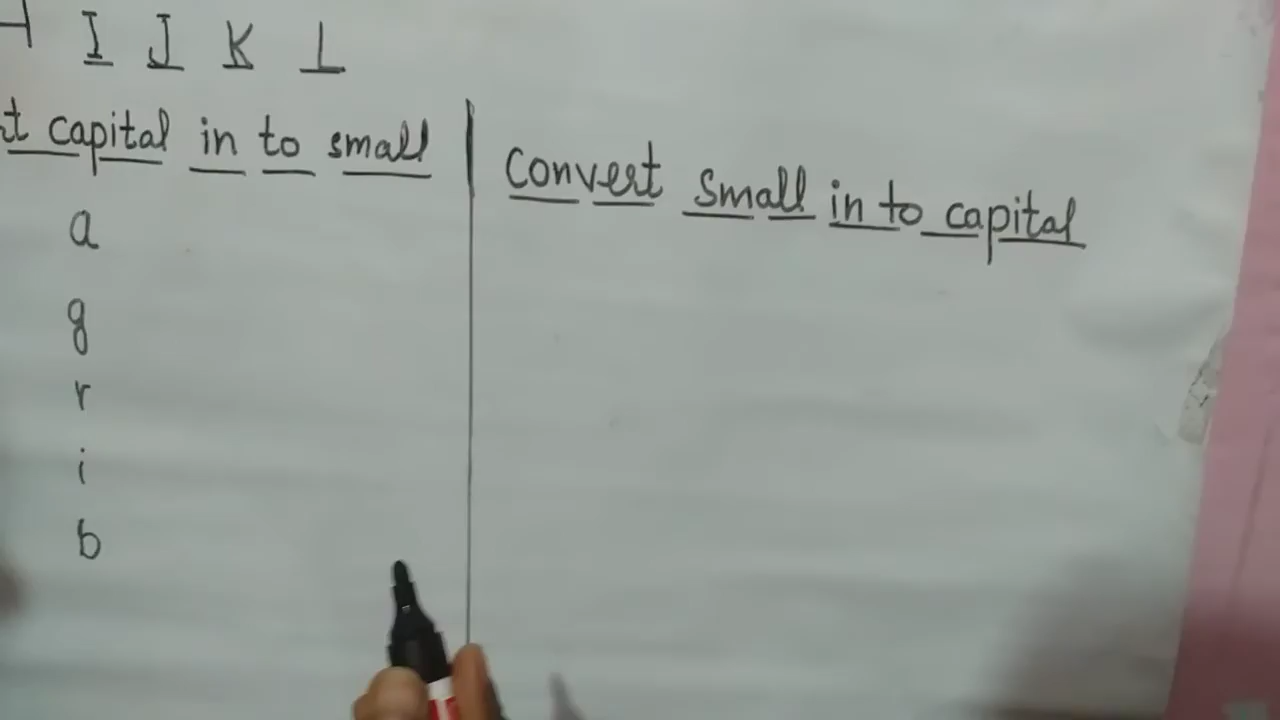 I J K L
capital in to small
convert small in to capital
a
g
r
i
b